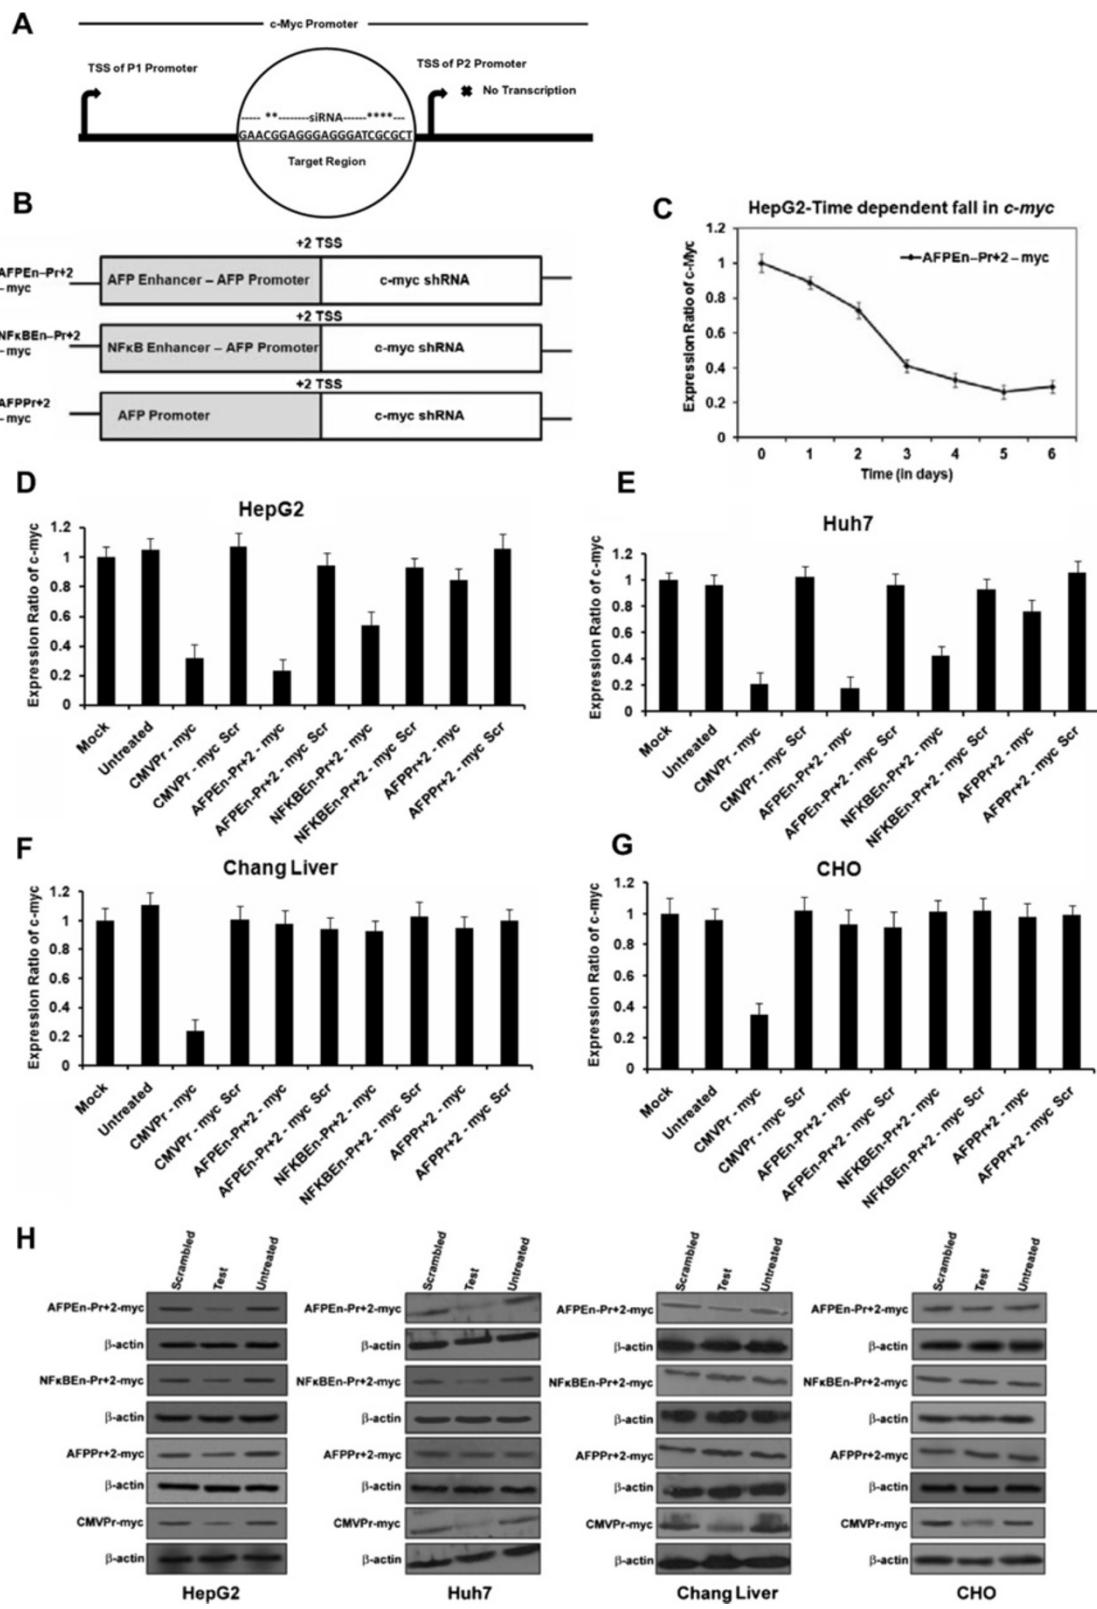 A
c-Myc Promoter
TSS of P1 Promoter
TSS of P2 Promoter
✖ No Transcription
----- **--------siRNA------****---
GAACGGAGGGAGGGATCGCGCT
Target Region
B
+2 TSS
AFPEn–Pr+2
– myc
AFP Enhancer – AFP Promoter
c-myc shRNA
+2 TSS
NFκBEn–Pr+2
– myc
NFκB Enhancer – AFP Promoter
c-myc shRNA
+2 TSS
AFPPr+2
– myc
AFP Promoter
c-myc shRNA
C
HepG2-Time dependent fall in c-myc
Expression Ratio of c-Myc
1.2
1
0.8
0.6
0.4
0.2
0
AFPEn–Pr+2 – myc
0 1 2 3 4 5 6
Time (in days)
D
HepG2
Expression Ratio of c-myc
1.2
1
0.8
0.6
0.4
0.2
0
Mock
Untreated
CMVPr - myc
CMVPr - myc Scr
AFPEn-Pr+2 - myc
AFPEn-Pr+2 - myc Scr
NFKBEn-Pr+2 - myc
NFKBEn-Pr+2 - myc Scr
AFPPr+2 - myc
AFPPr+2 - myc Scr
E
Huh7
Expression Ratio of c-myc
1.2
1
0.8
0.6
0.4
0.2
0
Mock
Untreated
CMVPr - myc
CMVPr - myc Scr
AFPEn-Pr+2 - myc
AFPEn-Pr+2 - myc Scr
NFKBEn-Pr+2 - myc
NFKBEn-Pr+2 - myc Scr
AFPPr+2 - myc
AFPPr+2 - myc Scr
F
Chang Liver
Expression Ratio of c-myc
1.2
1
0.8
0.6
0.4
0.2
0
Mock
Untreated
CMVPr - myc
CMVPr - myc Scr
AFPEn-Pr+2 - myc
AFPEn-Pr+2 - myc Scr
NFKBEn-Pr+2 - myc
NFKBEn-Pr+2 - myc Scr
AFPPr+2 - myc
AFPPr+2 - myc Scr
G
CHO
Expression Ratio of c-myc
1.2
1
0.8
0.6
0.4
0.2
0
Mock
Untreated
CMVPr - myc
CMVPr - myc Scr
AFPEn-Pr+2 - myc
AFPEn-Pr+2 - myc Scr
NFKBEn-Pr+2 - myc
NFKBEn-Pr+2 - myc Scr
AFPPr+2 - myc
AFPPr+2 - myc Scr
H
Scrambled Test Untreated
AFPEn-Pr+2-myc
β-actin
NFκBEn-Pr+2-myc
β-actin
AFPPr+2-myc
β-actin
CMVPr-myc
β-actin
HepG2
Scrambled Test Untreated
AFPEn-Pr+2-myc
β-actin
NFκBEn-Pr+2-myc
β-actin
AFPPr+2-myc
β-actin
CMVPr-myc
β-actin
Huh7
Scrambled Test Untreated
AFPEn-Pr+2-myc
β-actin
NFκBEn-Pr+2-myc
β-actin
AFPPr+2-myc
β-actin
CMVPr-myc
β-actin
Chang Liver
Scrambled Test Untreated
AFPEn-Pr+2-myc
β-actin
NFκBEn-Pr+2-myc
β-actin
AFPPr+2-myc
β-actin
CMVPr-myc
β-actin
CHO